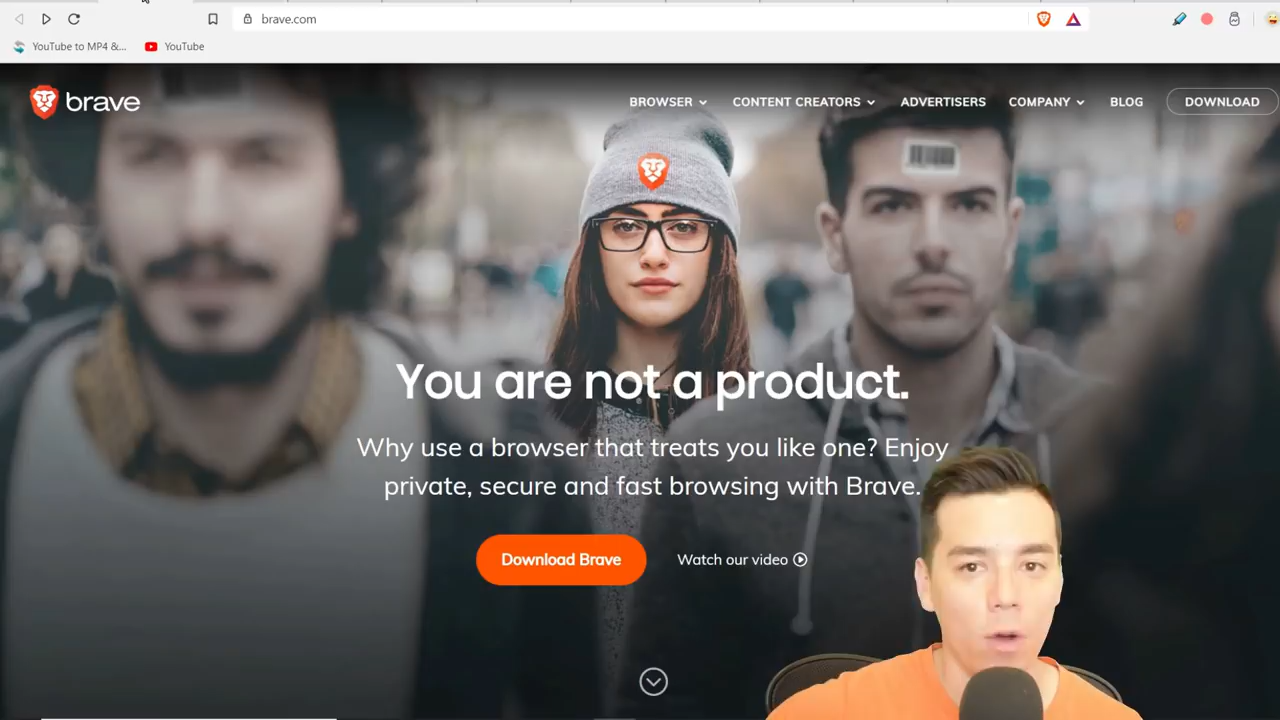 brave.com
YouTube to MP4 &...
YouTube
brave
BROWSER
CONTENT CREATORS
ADVERTISERS
COMPANY
BLOG
DOWNLOAD
You are not a product.
Why use a browser that treats you like one? Enjoy
private, secure and fast browsing with Brave.
Download Brave
Watch our video